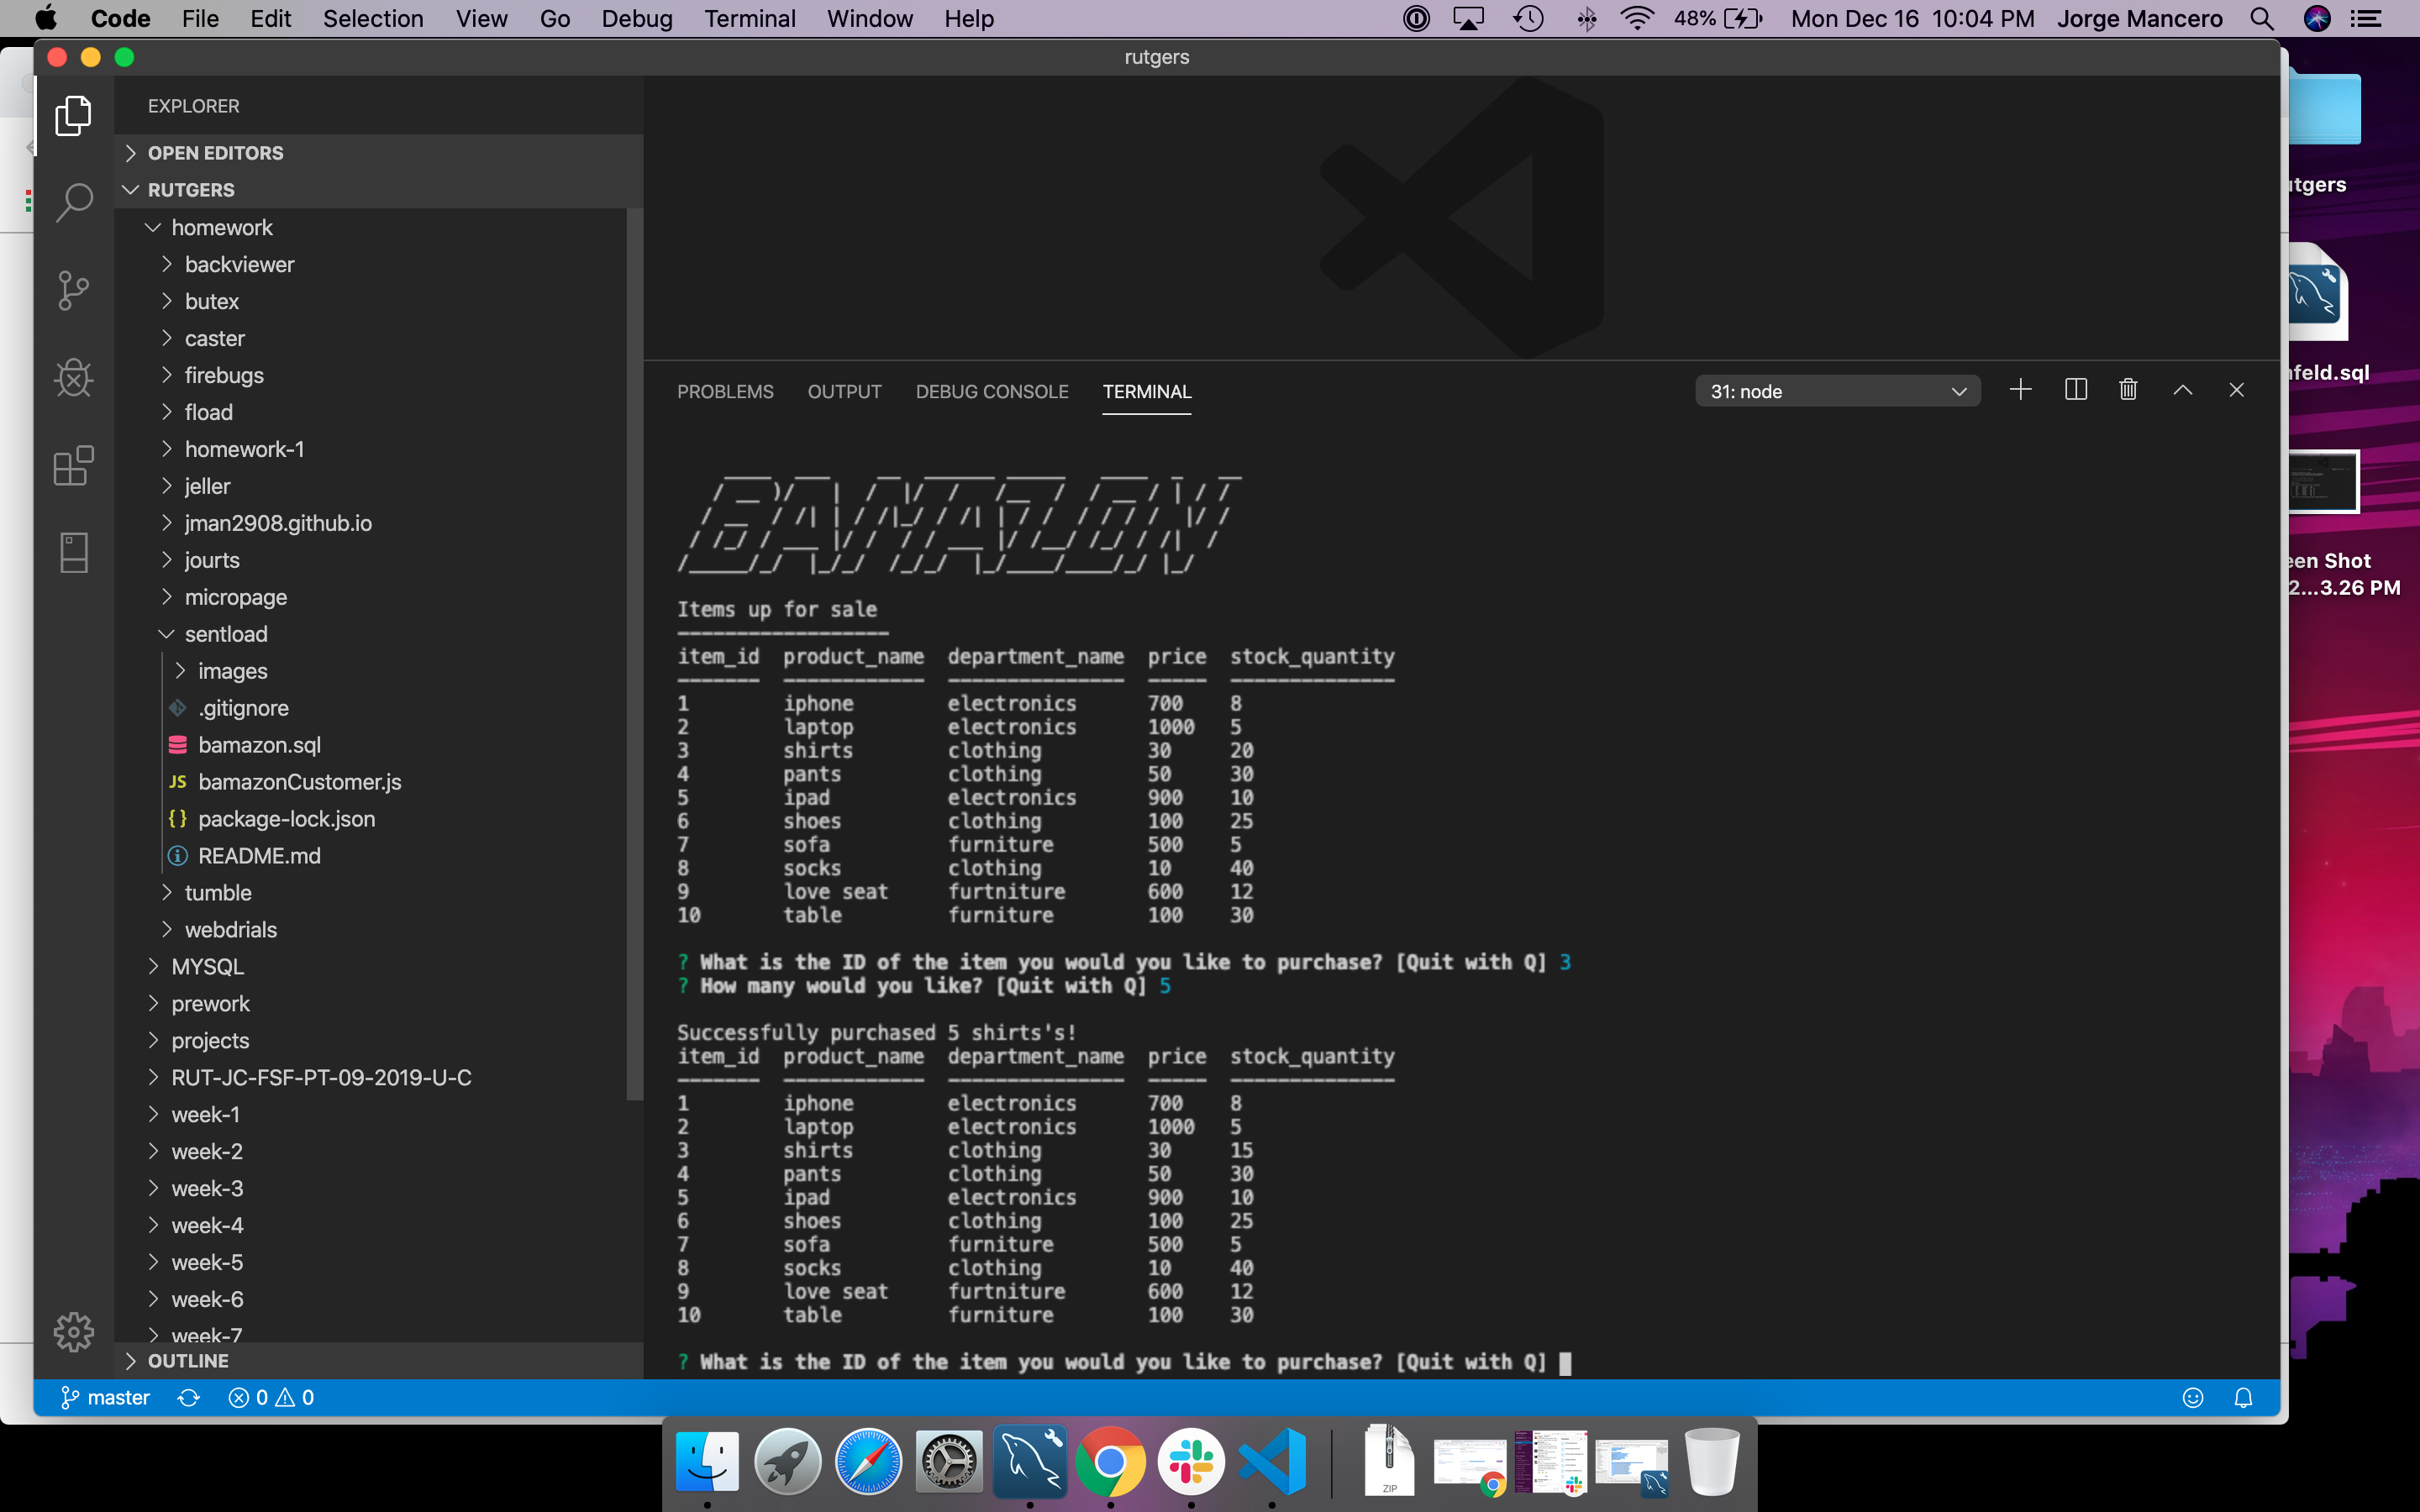 Code File Edit Selection View Go Debug Terminal Window Help 48% Mon Dec 16 10:04 PM Jorge Mancero
rutgers
EXPLORER
OPEN EDITORS
RUTGERS
homework
backviewer
butex
caster
firebugs
fload
homework-1
jeller
jman2908.github.io
jourts
micropage
sentload
images
.gitignore
bamazon.sql
JS bamazonCustomer.js
{} package-lock.json
README.md
tumble
webdrials
MYSQL
prework
projects
RUT-JC-FSF-PT-09-2019-U-C
week-1
week-2
week-3
week-4
week-5
week-6
week-7
OUTLINE
PROBLEMS OUTPUT DEBUG CONSOLE TERMINAL 31: node
BAMAZON
Items up for sale
item_id product_name department_name price stock_quantity
1 iphone electronics 700 8
2 laptop electronics 1000 5
3 shirts clothing 30 20
4 pants clothing 50 30
5 ipad electronics 900 10
6 shoes clothing 100 25
7 sofa furniture 500 5
8 socks clothing 10 40
9 love seat furtniture 600 12
10 table furniture 100 30
? What is the ID of the item you would you like to purchase? [Quit with Q] 3
? How many would you like? [Quit with Q] 5
Successfully purchased 5 shirts's!
item_id product_name department_name price stock_quantity
1 iphone electronics 700 8
2 laptop electronics 1000 5
3 shirts clothing 30 15
4 pants clothing 50 30
5 ipad electronics 900 10
6 shoes clothing 100 25
7 sofa furniture 500 5
8 socks clothing 10 40
9 love seat furtniture 600 12
10 table furniture 100 30
? What is the ID of the item you would you like to purchase? [Quit with Q]
master 0 0
tgers
nfeld.sql
een Shot
2...3.26 PM
ZIP